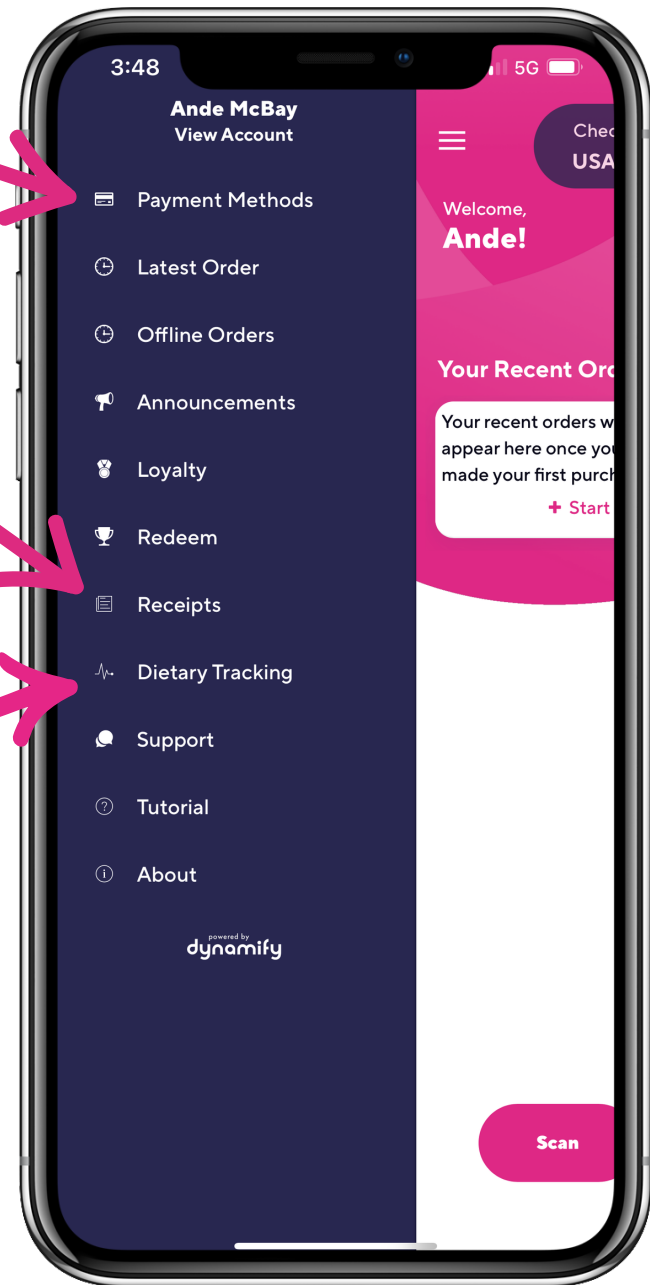 3:48
5G
Ande McBay
View Account
Payment Methods
Latest Order
Offline Orders
Announcements
Loyalty
Redeem
Receipts
Dietary Tracking
Support
Tutorial
About
powered by
dynamify
USA
Welcome,
Ande!
Your Recent
Your recent orders
appear here once
made your first
+ Start
Scan